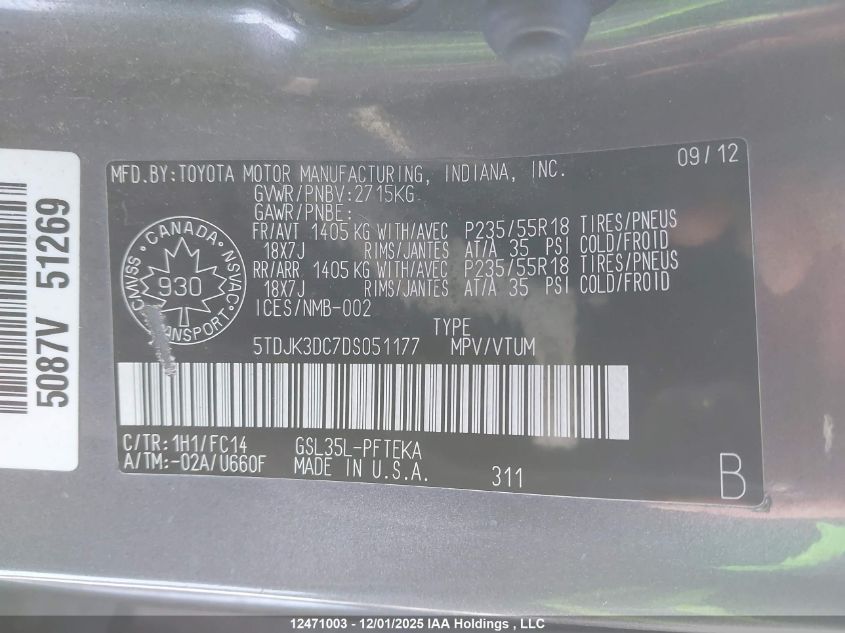 09/12
MFD.BY:TOYOTA MOTOR MANUFACTURING, INDIANA, INC.
GVWR/PNBV:2715KG
GAWR/PNBE:
FR/AVT 1405KG WITH/AVEC P235/55R18 TIRES/PNEUS
18X7J RIMS/JANTES AT/A 35 PSI COLD/FROID
RR/ARR 1405KG WITH/AVEC P235/55R18 TIRES/PNEUS
18X7J RIMS/JANTES AT/A 35 PSI COLD/FROID
ICES/NMB-002
CANADA
CMVSS 930 NSVAC
TRANSPORT
TYPE
5TDJK3DC7DS051177 MPV/VTUM
C/TR:1H1/FC14 GSL35L-PFTEKA
A/TM:-02A/U660F MADE IN U.S.A.
311
B
5087V 51269
12471003 - 12/01/2025 IAA Holdings , LLC